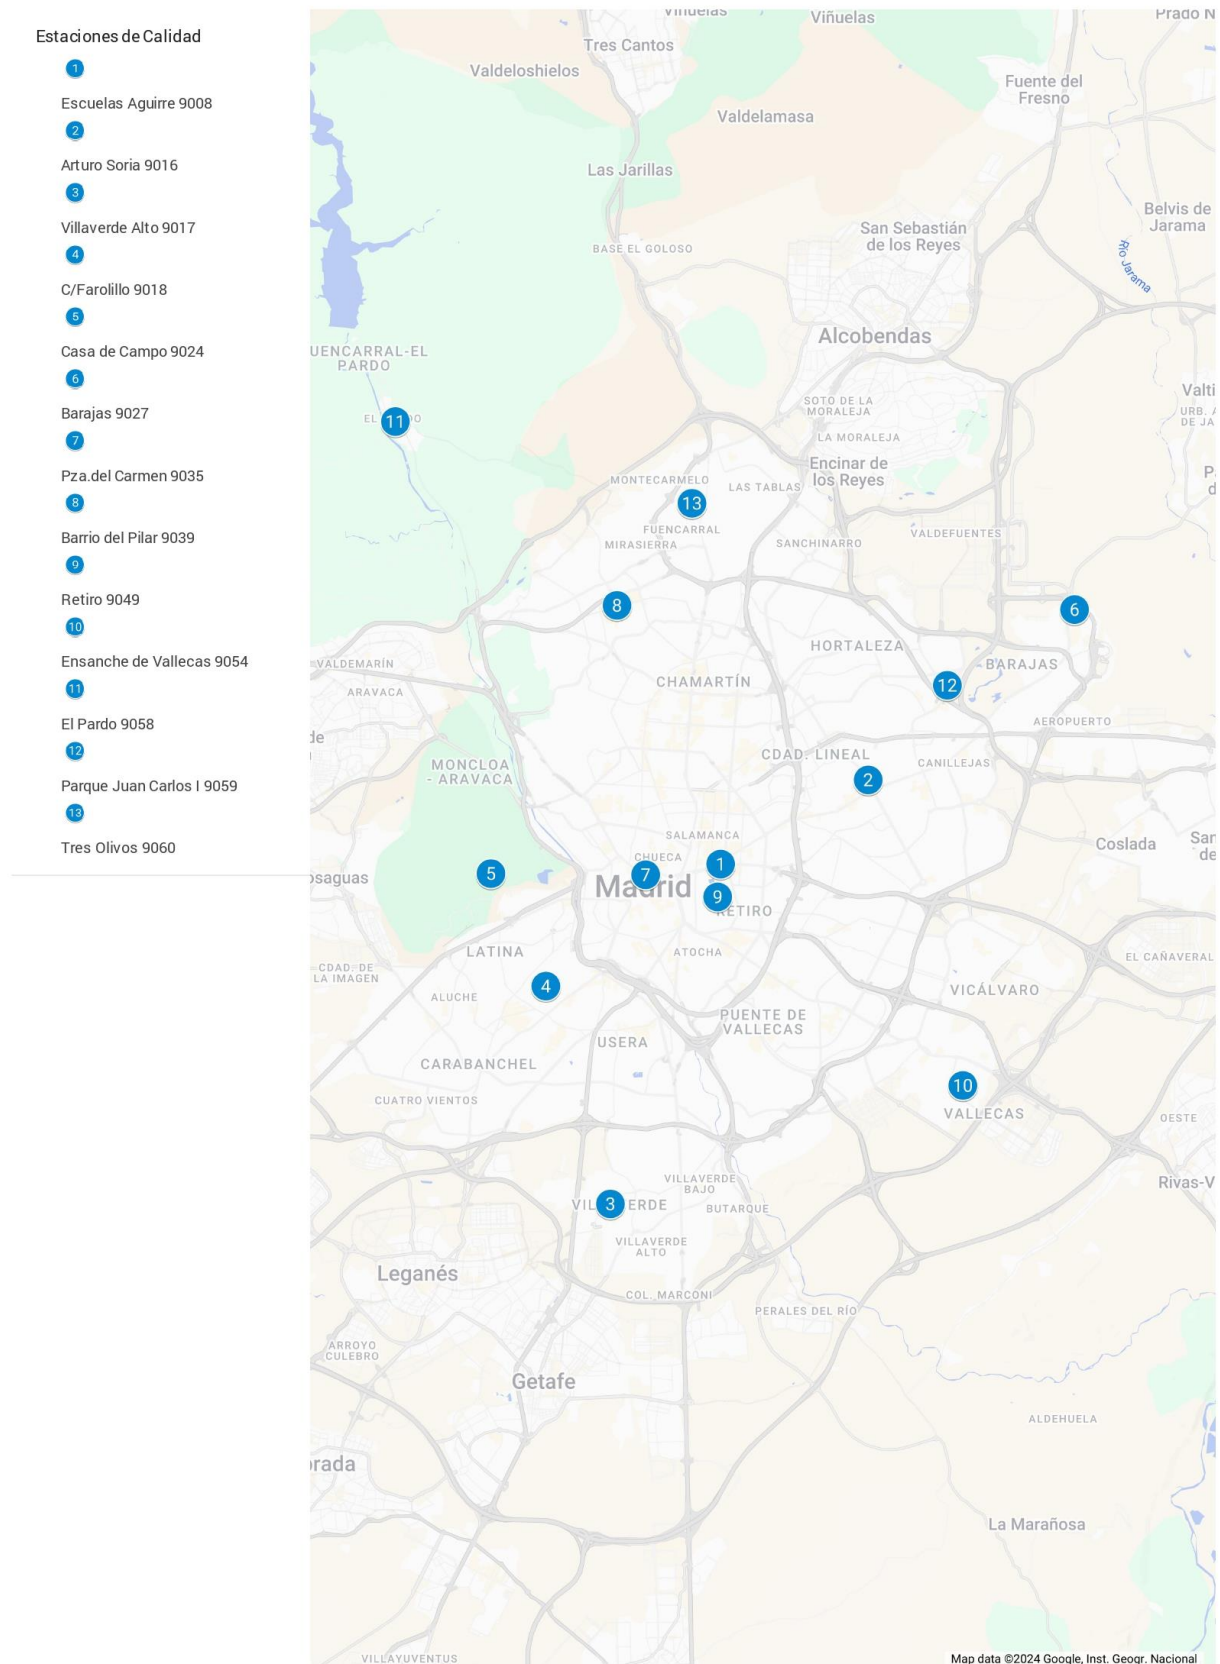 Estaciones de Calidad
1
Escuelas Aguirre 9008
2
Arturo Soria 9016
3
Villaverde Alto 9017
4
C/Farolillo 9018
5
Casa de Campo 9024
6
Barajas 9027
7
Pza.del Carmen 9035
8
Barrio del Pilar 9039
9
Retiro 9049
10
Ensanche de Vallecas 9054
11
El Pardo 9058
12
Parque Juan Carlos I 9059
13
Tres Olivos 9060
Viñuelas
Tres Cantos
Valdeloshielos
Fuente del
Fresno
Valdelamasa
Las Jarillas
Belvis de
Jarama
San Sebastián
de los Reyes
BASE EL GOLOSO
Río Jarama
Alcobendas
UENCARRAL-EL
PARDO
Valti
SOTO DE LA
MORALEJA
URB. 
DE JA
11
LA MORALEJA
Encinar de
los Reyes
MONTECARMELO
LAS TABLAS
13
FUENCARRAL
MIRASIERRA
SANCHINARRO
VALDEFUENTES
8
6
HORTALEZA
VALDEMARÍN
BARAJAS
ARAVACA
CHAMARTÍN
12
AEROPUERTO
de
MONCLOA
- ARAVACA
CDAD. LINEAL
CANILLEJAS
2
SALAMANCA
Coslada
San
de
CHUECA
1
osaguas
5
7
Madrid
9
RETIRO
LATINA
ATOCHA
EL CAÑAVERAL
CDAD. DE
LA IMAGEN
4
ALUCHE
VICÁLVARO
PUENTE DE
VALLECAS
USERA
CARABANCHEL
10
CUATRO VIENTOS
VALLECAS
OESTE
VILLAVERDE
BAJO
Rivas-V
3
BUTARQUE
VILLAVERDE
ALTO
Leganés
COL. MARCONI
PERALES DEL RÍO
ARROYO
CULEBRO
Getafe
ALDEHUELA
orada
La Marañosa
VILLAYUVENTUS
Map data ©2024 Google, Inst. Geogr. Nacional